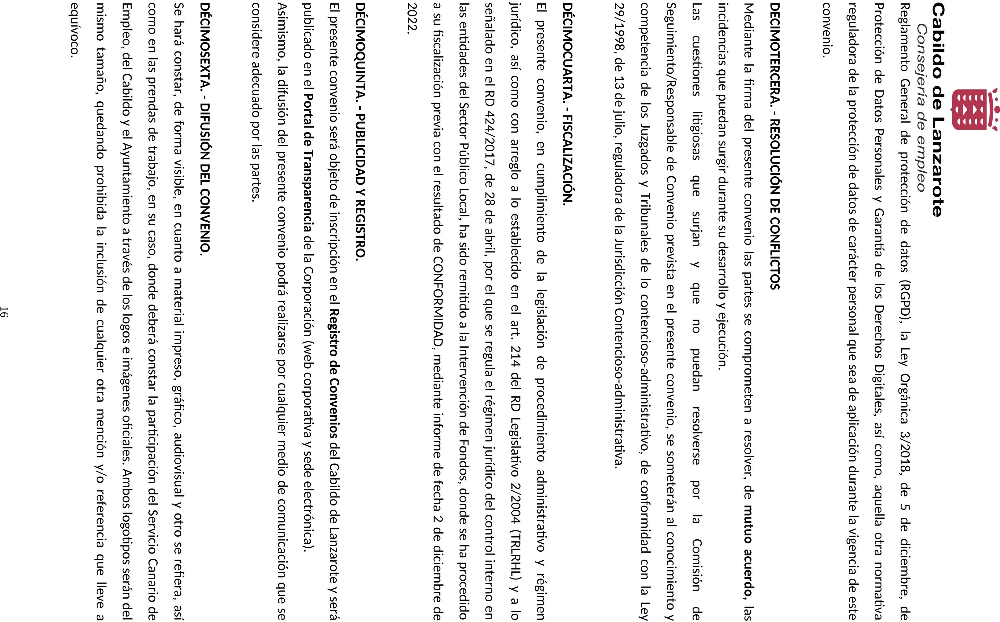 Cabildo de Lanzarote
Consejería de empleo
Reglamento General de protección de datos (RGPD), la Ley Orgánica 3/2018, de 5 de diciembre, de
Protección de Datos Personales y Garantía de los Derechos Digitales, así como, aquella otra normativa
reguladora de la protección de datos de carácter personal que sea de aplicación durante la vigencia de este
convenio.
DECIMOTERCERA. - RESOLUCIÓN DE CONFLICTOS
Mediante la firma del presente convenio las partes se comprometen a resolver, de mutuo acuerdo, las
incidencias que puedan surgir durante su desarrollo y ejecución.
Las cuestiones litigiosas que surjan y que no puedan resolverse por la Comisión de
Seguimiento/Responsable de Convenio prevista en el presente convenio, se someterán al conocimiento y
competencia de los Juzgados y Tribunales de lo contencioso-administrativo, de conformidad con la Ley
29/1998, de 13 de julio, reguladora de la Jurisdicción Contencioso-administrativa.
DÉCIMOCUARTA. - FISCALIZACIÓN.
El presente convenio, en cumplimiento de la legislación de procedimiento administrativo y régimen
jurídico, así como con arreglo a lo establecido en el art. 214 del RD Legislativo 2/2004 (TRLRHL) y a lo
señalado en el RD 424/2017, de 28 de abril, por el que se regula el régimen jurídico del control interno en
las entidades del Sector Público Local, ha sido remitido a la Intervención de Fondos, donde se ha procedido
a su fiscalización previa con el resultado de CONFORMIDAD, mediante informe de fecha 2 de diciembre de
2022.
DÉCIMOQUINTA. - PUBLICIDAD Y REGISTRO.
El presente convenio será objeto de inscripción en el Registro de Convenios del Cabildo de Lanzarote y será
publicado en el Portal de Transparencia de la Corporación (web corporativa y sede electrónica).
Asimismo, la difusión del presente convenio podrá realizarse por cualquier medio de comunicación que se
considere adecuado por las partes.
DÉCIMOSEXTA. - DIFUSIÓN DEL CONVENIO.
Se hará constar, de forma visible, en cuanto a material impreso, gráfico, audiovisual y otro se refiera, así
como en las prendas de trabajo, en su caso, donde deberá constar la participación del Servicio Canario de
Empleo, del Cabildo y el Ayuntamiento a través de los logos e imágenes oficiales. Ambos logotipos serán del
mismo tamaño, quedando prohibida la inclusión de cualquier otra mención y/o referencia que lleve a
equívoco.
16